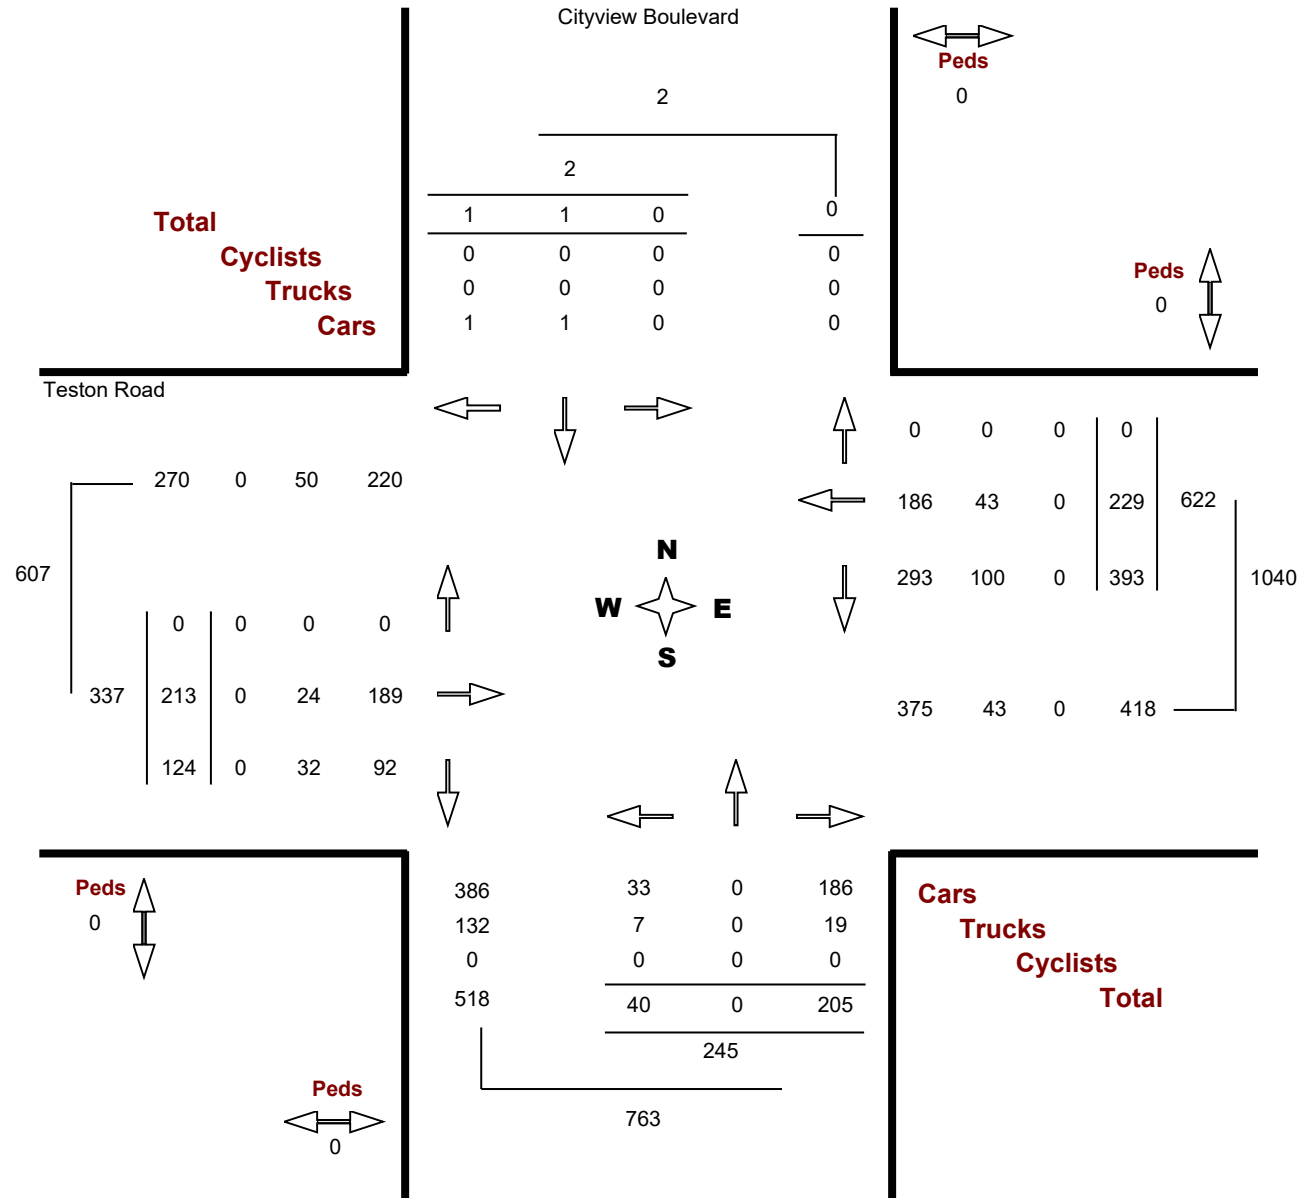 Cityview Boulevard
Peds
0
2
2
Total 1 1 0 0
Cyclists 0 0 0 0
Trucks 0 0 0 0
Cars 1 1 0 0
Peds
0
Teston Road
0 0 0 0
270 0 50 220
186 43 0 229 622
N
607
293 100 0 393 1040
W E
0 0 0 0
S
337 213 0 24 189
375 43 0 418
124 0 32 92
Peds
0
386 33 0 186 Cars
132 7 0 19 Trucks
0 0 0 0 Cyclists
518 40 0 205 Total
245
Peds
0
763